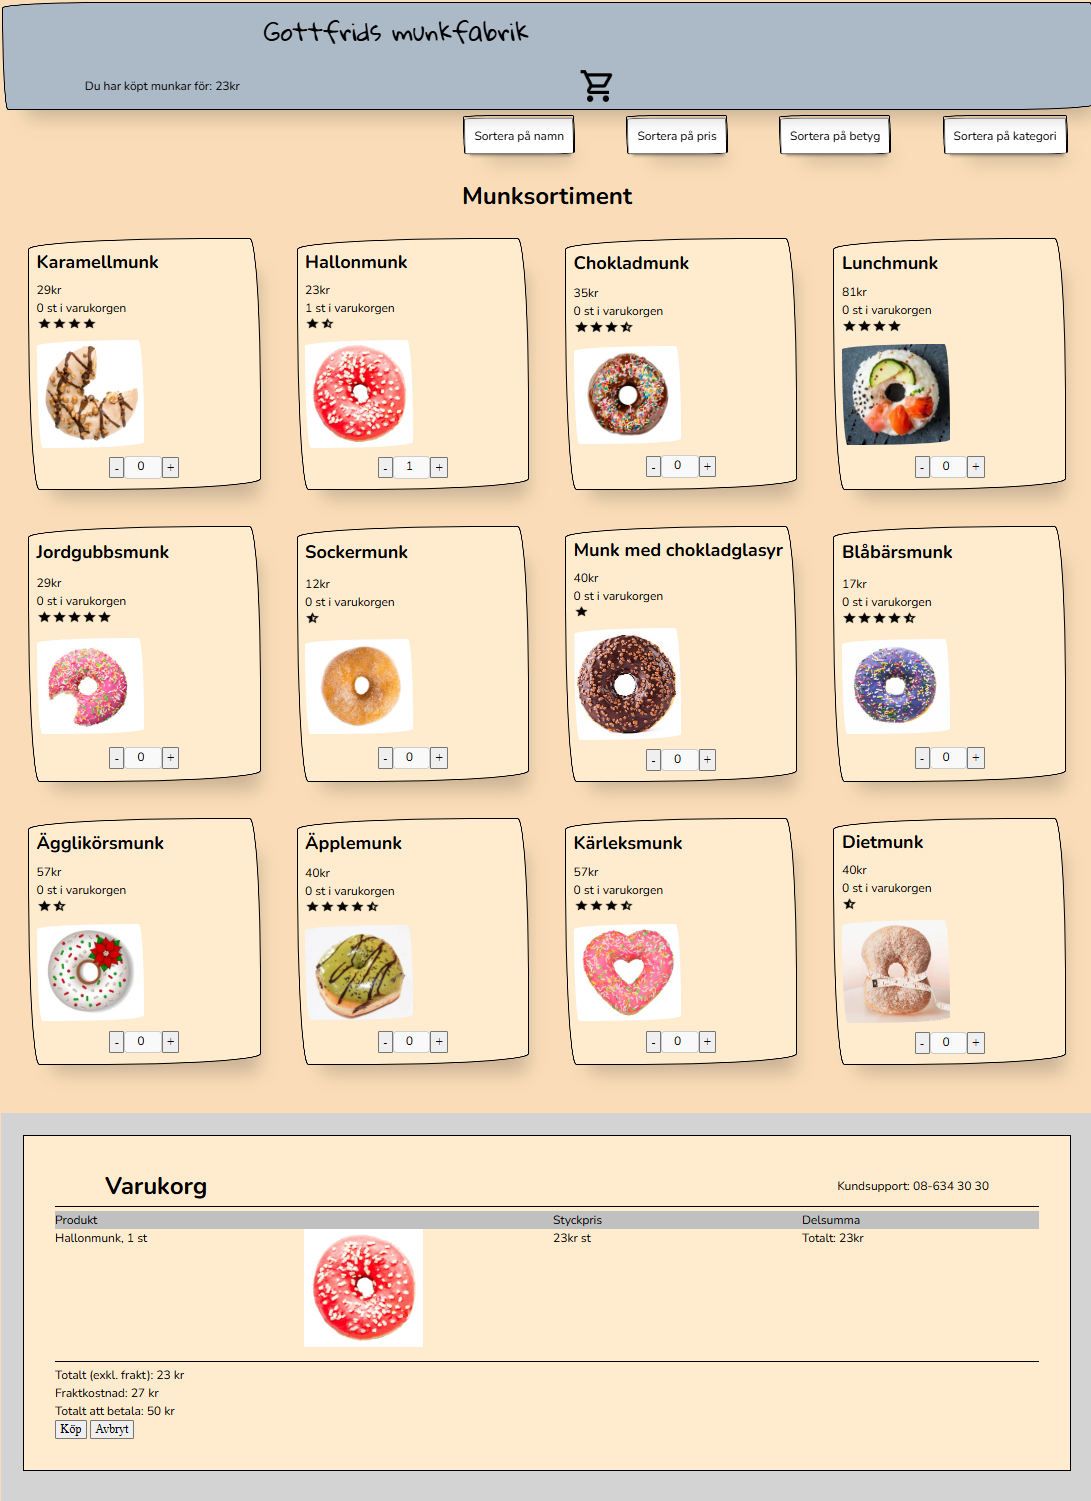 Gottfrids munkfabrik
Du har köpt munkar för: 23kr
Sortera på namn Sortera på pris Sortera på betyg Sortera på kategori
Munksortiment
Karamellmunk
29kr
0 st i varukorgen
- 0 +
Hallonmunk
23kr
1 st i varukorgen
- 1 +
Chokladmunk
35kr
0 st i varukorgen
- 0 +
Lunchmunk
81kr
0 st i varukorgen
- 0 +
Jordgubbsmunk
29kr
0 st i varukorgen
- 0 +
Sockermunk
12kr
0 st i varukorgen
- 0 +
Munk med chokladglasyr
40kr
0 st i varukorgen
- 0 +
Blåbärsmunk
17kr
0 st i varukorgen
- 0 +
Ägglikörsmunk
57kr
0 st i varukorgen
- 0 +
Äpplemunk
40kr
0 st i varukorgen
- 0 +
Kärleksmunk
57kr
0 st i varukorgen
- 0 +
Dietmunk
40kr
0 st i varukorgen
- 0 +
Varukorg
Kundsupport: 08-634 30 30
Produkt Styckpris Delsumma
Hallonmunk, 1 st 23kr st Totalt: 23kr
Totalt (exkl. frakt): 23 kr
Fraktkostnad: 27 kr
Totalt att betala: 50 kr
Köp Avbryt